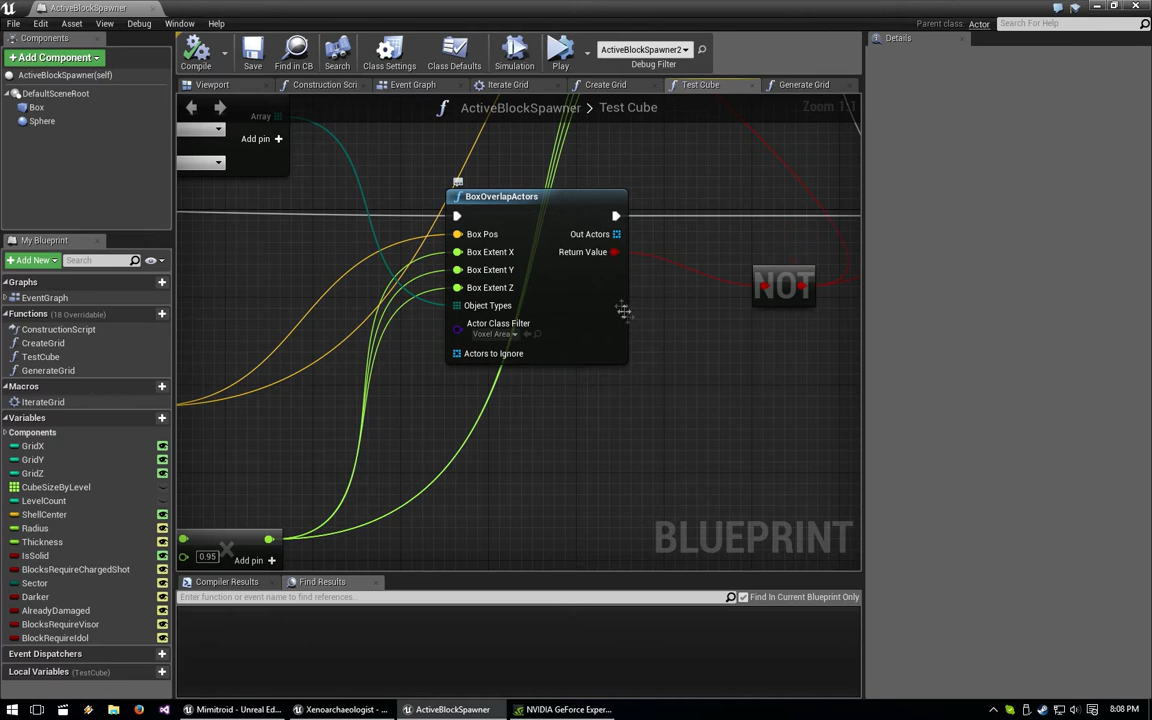 ActiveBlockSpawner
File Edit Asset View Debug Window Help
Parent class: Actor
Search For Help
Components
Add Component
ActiveBlockSpawner(self)
DefaultSceneRoot
Box
Sphere
Compile
Save
Find in CB
Search
Class Settings
Class Defaults
Simulation
Play
ActiveBlockSpawner2
Debug Filter
Details
Viewport
Construction Scri
Event Graph
Iterate Grid
Create Grid
Test Cube
Generate Grid
ActiveBlockSpawner > Test Cube
Zoom 1:1
Array
Add pin
BoxOverlapActors
Box Pos
Box Extent X
Box Extent Y
Box Extent Z
Object Types
Actor Class Filter
Voxel Area
Actors to Ignore
Out Actors
Return Value
NOT
0.95
Add pin
BLUEPRINT
My Blueprint
Add New
Search
Graphs
EventGraph
Functions (18 Overridable)
ConstructionScript
CreateGrid
TestCube
GenerateGrid
Macros
IterateGrid
Variables
Components
GridX
GridY
GridZ
CubeSizeByLevel
LevelCount
ShellCenter
Radius
Thickness
IsSolid
BlocksRequireChargedShot
Sector
Darker
AlreadyDamaged
BlocksRequireVisor
BlockRequireIdol
Event Dispatchers
Local Variables (TestCube)
Compiler Results
Find Results
Enter function or event name to find references...
Find In Current Blueprint Only
Mimitroid - Unreal Ed...
Xenoarchaeologist - ...
ActiveBlockSpawner
NVIDIA GeForce Exper...
8:08 PM